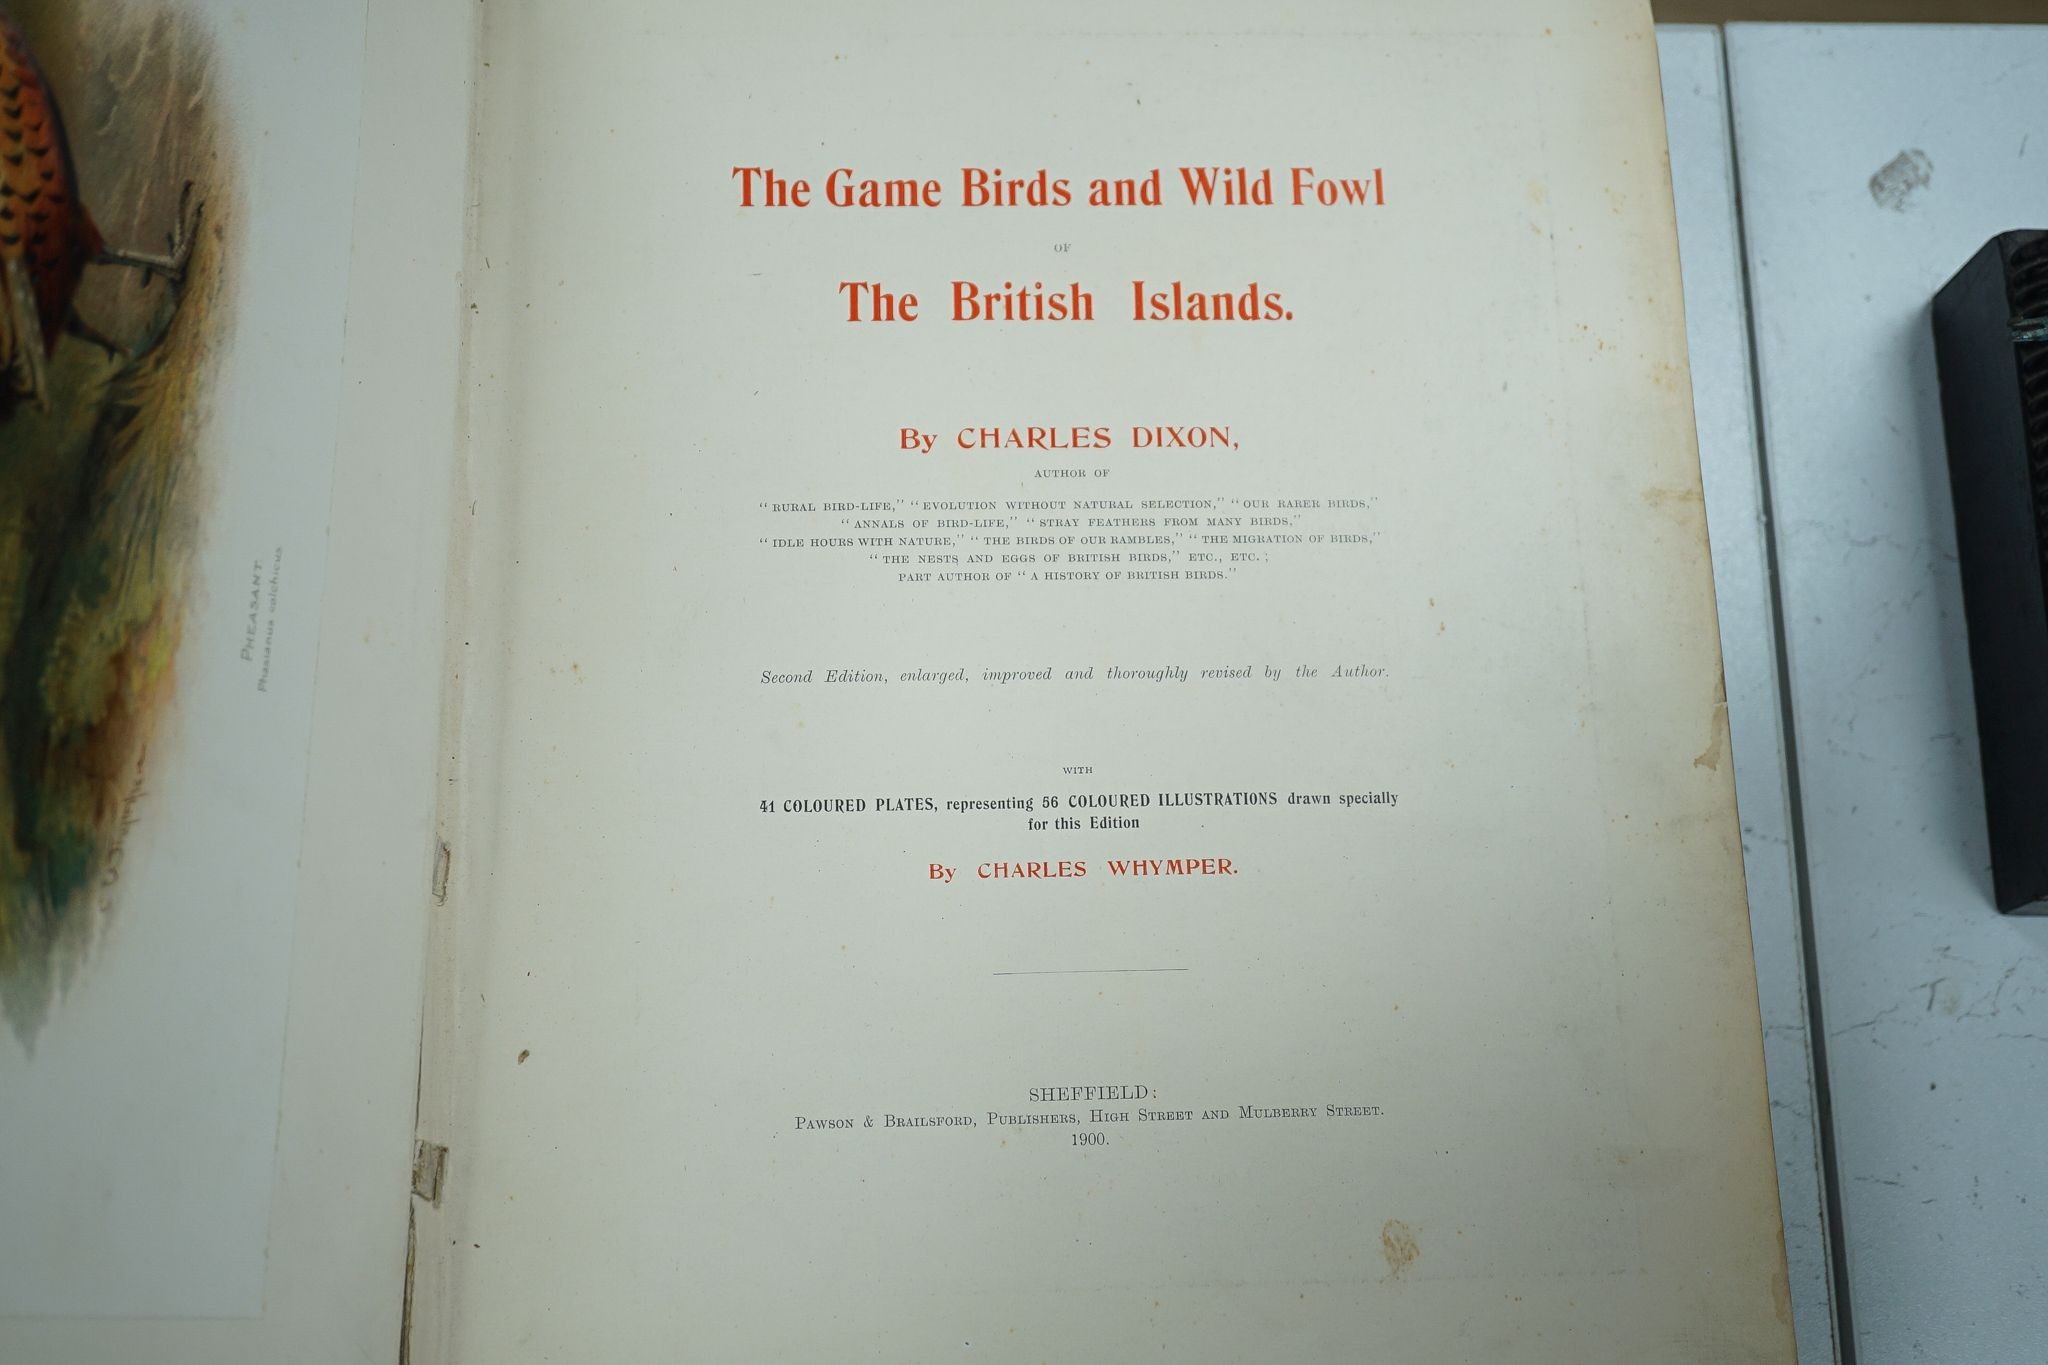 PHEASANT
Phasianus colchicus
The Game Birds and Wild Fowl
OF
The British Islands.
By CHARLES DIXON,
AUTHOR OF
"RURAL BIRD-LIFE," "EVOLUTION WITHOUT NATURAL SELECTION," "OUR RARER BIRDS,"
"ANNALS OF BIRD-LIFE," "STRAY FEATHERS FROM MANY BIRDS,"
"IDLE HOURS WITH NATURE," "THE BIRDS OF OUR RAMBLES," "THE MIGRATION OF BIRDS,"
"THE NESTS AND EGGS OF BRITISH BIRDS," ETC., ETC.;
PART AUTHOR OF "A HISTORY OF BRITISH BIRDS."
Second Edition, enlarged, improved and thoroughly revised by the Author.
WITH
41 COLOURED PLATES, representing 56 COLOURED ILLUSTRATIONS drawn specially
for this Edition
By CHARLES WHYMPER.
SHEFFIELD:
PAWSON & BRAILSFORD, PUBLISHERS, HIGH STREET AND MULBERRY STREET.
1900.